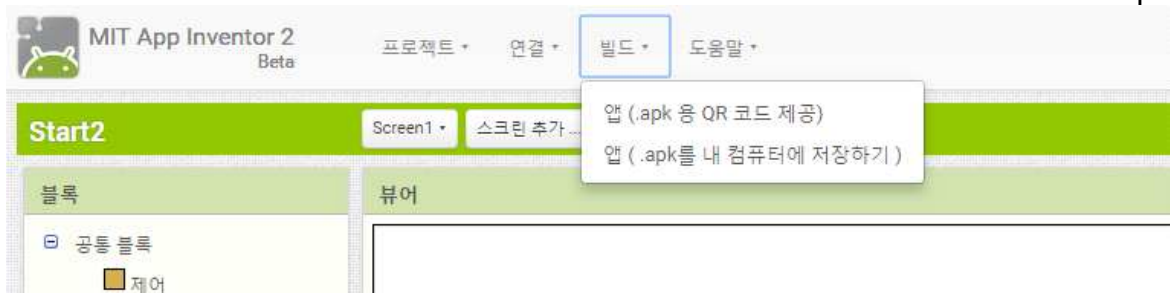 MIT App Inventor 2
Beta
프로젝트 연결 빌드 도움말
앱 (.apk 용 QR 코드 제공)
앱 ( .apk를 내 컴퓨터에 저장하기 )
Start2
Screen1 스크린 추가 ...
블록
뷰어
공통 블록
제어